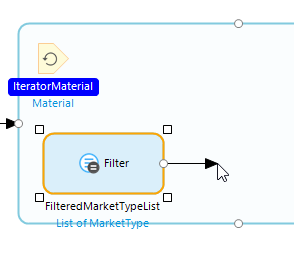 IteratorMaterial
Material
Filter
FilteredMarketTypeList
List of MarketType